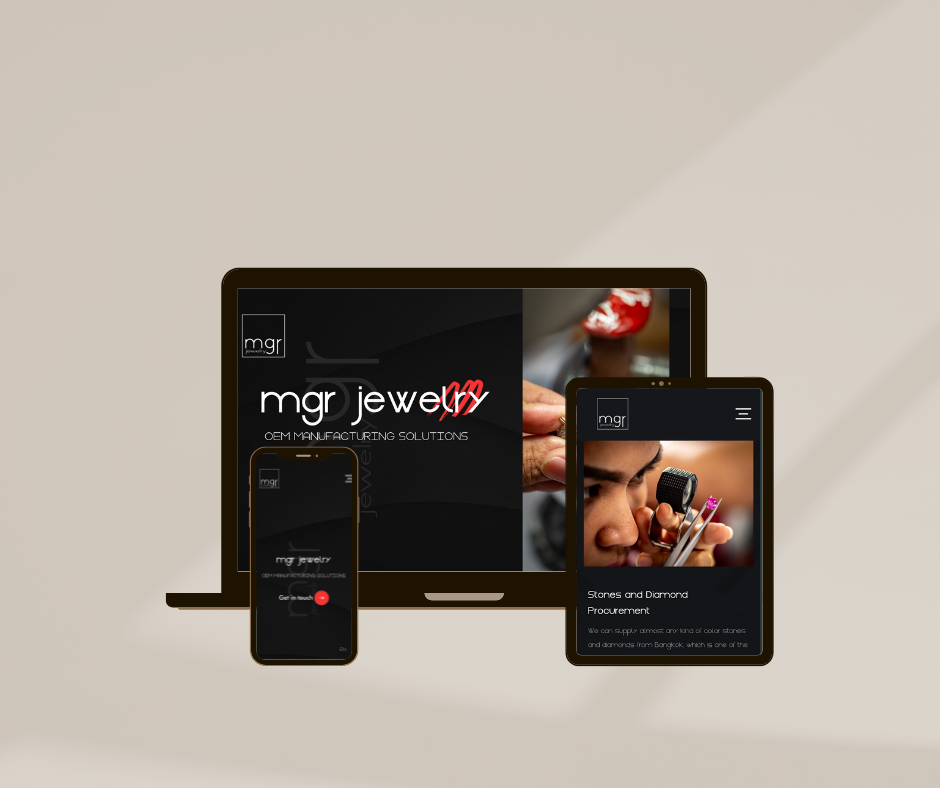 mgr
jewelry
mgr
jewelry
mgr jewelry
OEM MANUFACTURING SOLUTIONS
mgr
mgr
mgr jewelry
OEM MANUFACTURING SOLUTIONS
Get in touch
EN
mgr
jewelry
Stones and Diamond
Procurement
We can supply almost any kind of color stones
and diamonds from Bangkok, which is one of the